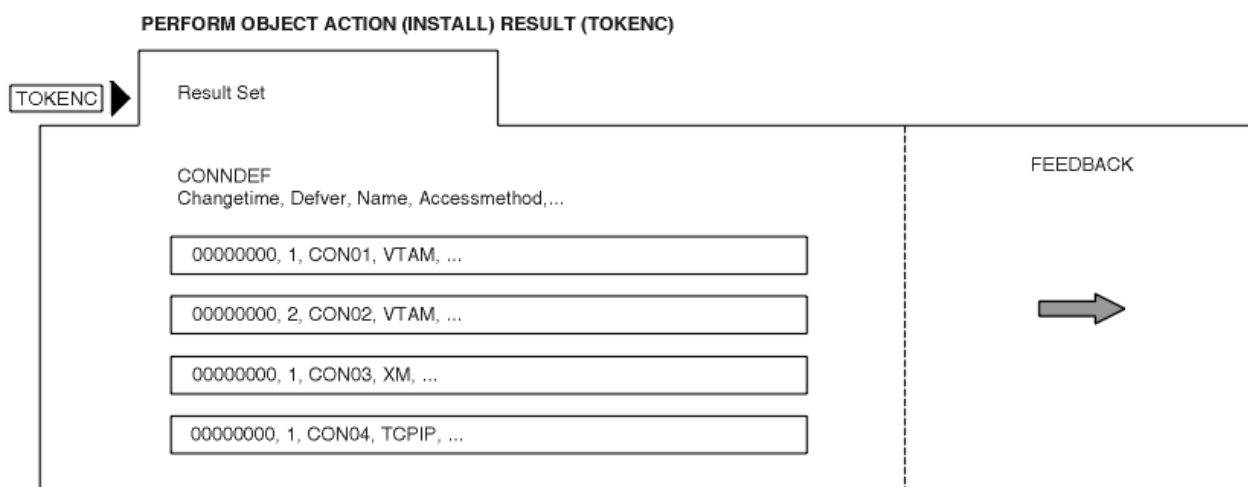 PERFORM OBJECT ACTION (INSTALL) RESULT (TOKENC)
TOKENC
Result Set
CONNDEF
Changetime, Defver, Name, Accessmethod,...
00000000, 1, CON01, VTAM, ...
00000000, 2, CON02, VTAM, ...
00000000, 1, CON03, XM, ...
00000000, 1, CON04, TCPIP, ...
FEEDBACK